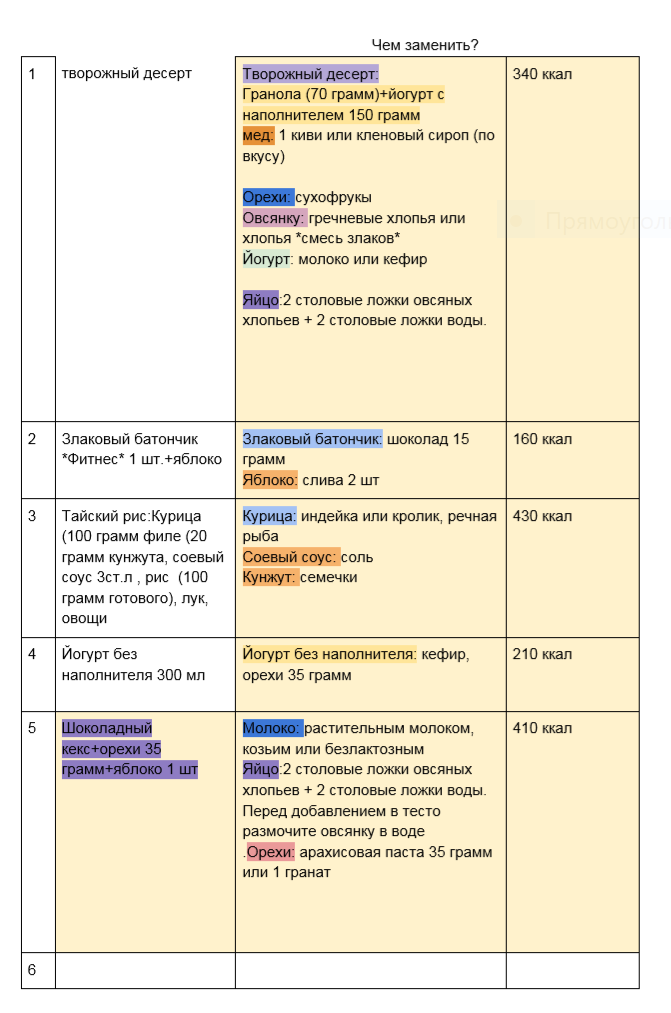 Чем заменить?
1
творожный десерт
Творожный десерт:
Гранола (70 грамм)+йогурт с
наполнителем 150 грамм
мед: 1 киви или кленовый сироп (по
вкусу)
Орехи: сухофрукы
Овсянку: гречневые хлопья или
хлопья *смесь злаков*
Йогурт: молоко или кефир
Яйцо:2 столовые ложки овсяных
хлопьев + 2 столовые ложки воды.
340 ккал
2
Злаковый батончик
*Фитнес* 1 шт.+яблоко
Злаковый батончик: шоколад 15
грамм
Яблоко: слива 2 шт
160 ккал
3
Тайский рис:Курица
(100 грамм филе (20
грамм кунжута, соевый
соус 3ст.л , рис (100
грамм готового), лук,
овощи
Курица: индейка или кролик, речная
рыба
Соевый соус: соль
Кунжут: семечки
430 ккал
4
Йогурт без
наполнителя 300 мл
Йогурт без наполнителя: кефир,
орехи 35 грамм
210 ккал
5
Шоколадный
кекс+орехи 35
грамм+яблоко 1 шт
Молоко: растительным молоком,
козьим или безлактозным
Яйцо:2 столовые ложки овсяных
хлопьев + 2 столовые ложки воды.
Перед добавлением в тесто
размочите овсянку в воде
.Орехи: арахисовая паста 35 грамм
или 1 гранат
410 ккал
6